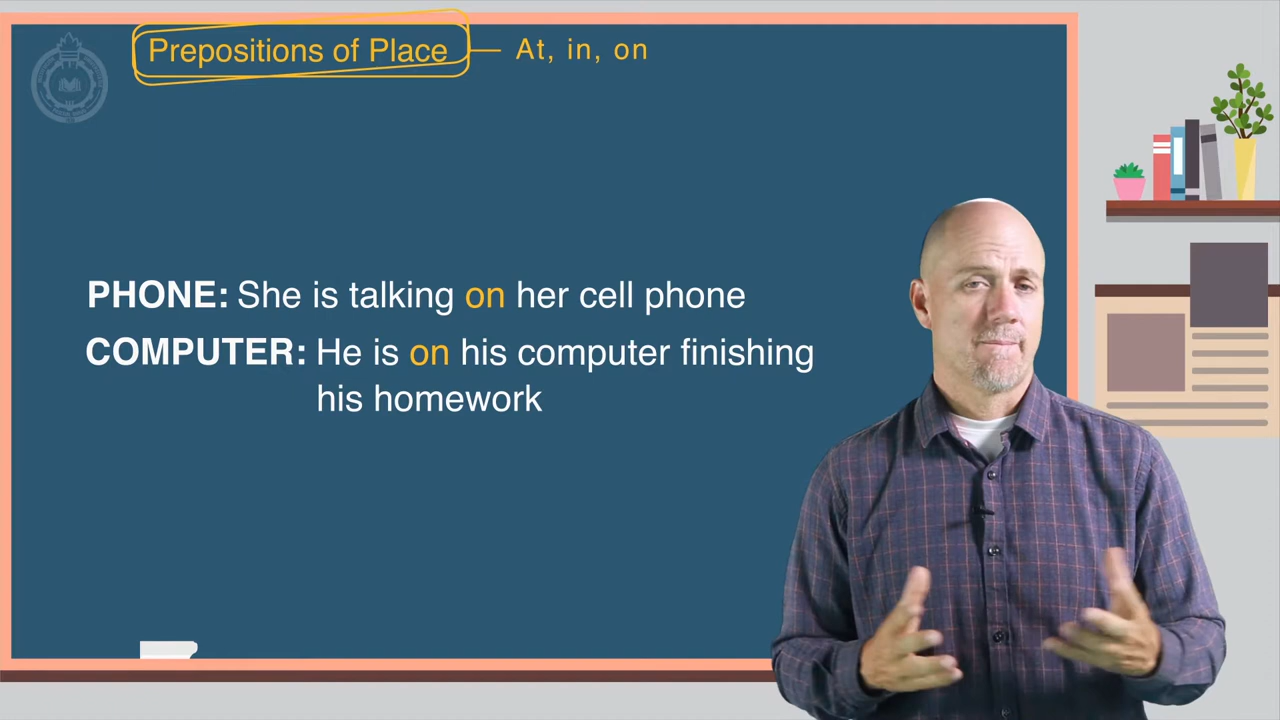 Prepositions of Place — At, in, on
PHONE: She is talking on her cell phone
COMPUTER: He is on his computer finishing
his homework